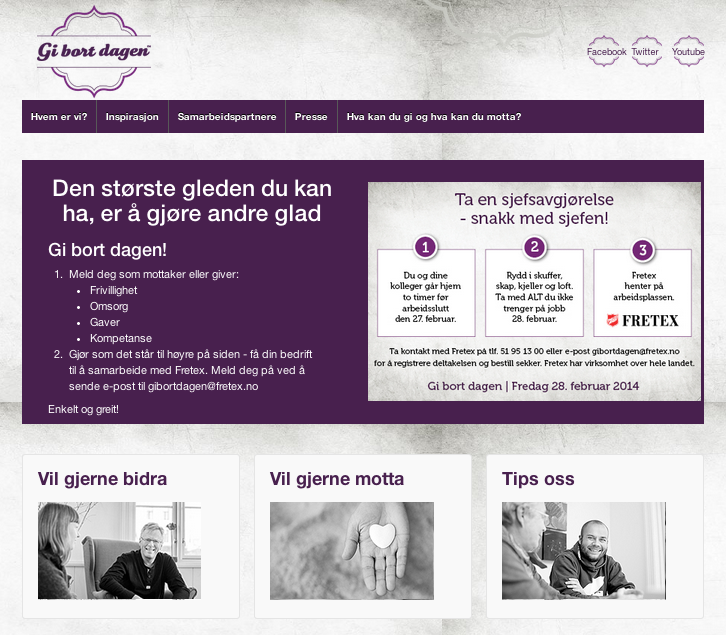 Gi bort dagen
Facebook
Twitter
Youtube
Hvem er vi?
Inspirasjon
Samarbeidspartnere
Presse
Hva kan du gi og hva kan du motta?
Den største gleden du kan
ha, er å gjøre andre glad
Gi bort dagen!
1. Meld deg som mottaker eller giver:
• Frivillighet
• Omsorg
• Gaver
• Kompetanse
2. Gjør som det står til høyre på siden - få din bedrift
til å samarbeide med Fretex. Meld deg på ved å
sende e-post til gibortdagen@fretex.no
Enkelt og greit!
Ta en sjefsavgjørelse
- snakk med sjefen!
1
Du og dine
kolleger går hjem
to timer før
arbeidsslutt
den 27. februar.
2
Rydd i skuffer,
skap, kjeller og loft.
Ta med ALT du ikke
trenger på jobb
28. februar.
3
Fretex
henter på
arbeidsplassen.
FRETEX
Ta kontakt med Fretex på tlf. 51 95 13 00 eller e-post gibortdagen@fretex.no
for å registrere deltakelsen og bestill sekker. Fretex har virksomhet over hele landet.
Gi bort dagen | Fredag 28. februar 2014
Vil gjerne bidra
Vil gjerne motta
Tips oss